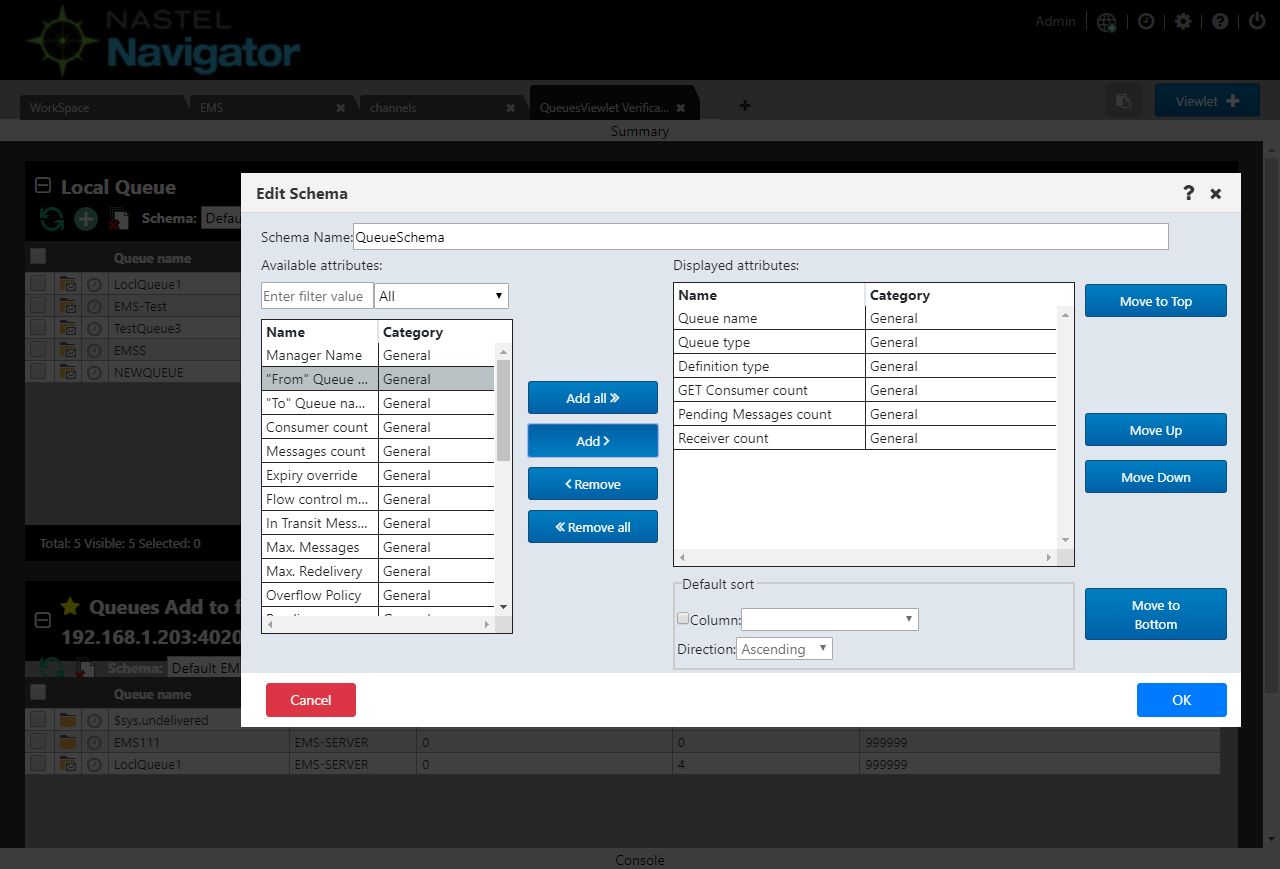 NASTEL
Navigator
Admin
WorkSpace
EMS
channels
QueuesViewlet Verifica...
Viewlet
Summary
Local Queue
Schema:
Queue name
LoclQueue1
EMS-Test
TestQueue3
EMSS
NEWQUEUE
Total: 5 Visible: 5 Selected: 0
Queues Add to
192.168.1.203:4020
Schema: Default EM
Queue name
$sys.undelivered
EMS111 EMS-SERVER 0 0 999999
LoclQueue1 EMS-SERVER 0 4 999999
Console
Edit Schema ?
Schema Name: QueueSchema
Available attributes:
Enter filter value All
Name Category
Manager Name General
"From" Queue ... General
"To" Queue na... General
Consumer count General
Messages count General
Expiry override General
Flow control m... General
In Transit Mess... General
Max. Messages General
Max. Redelivery General
Overflow Policy General
Add all
Add
Remove
Remove all
Displayed attributes:
Name Category
Queue name General
Queue type General
Definition type General
GET Consumer count General
Pending Messages count General
Receiver count General
Move to Top
Move Up
Move Down
Move to
Bottom
Default sort
Column:
Direction: Ascending
Cancel
OK